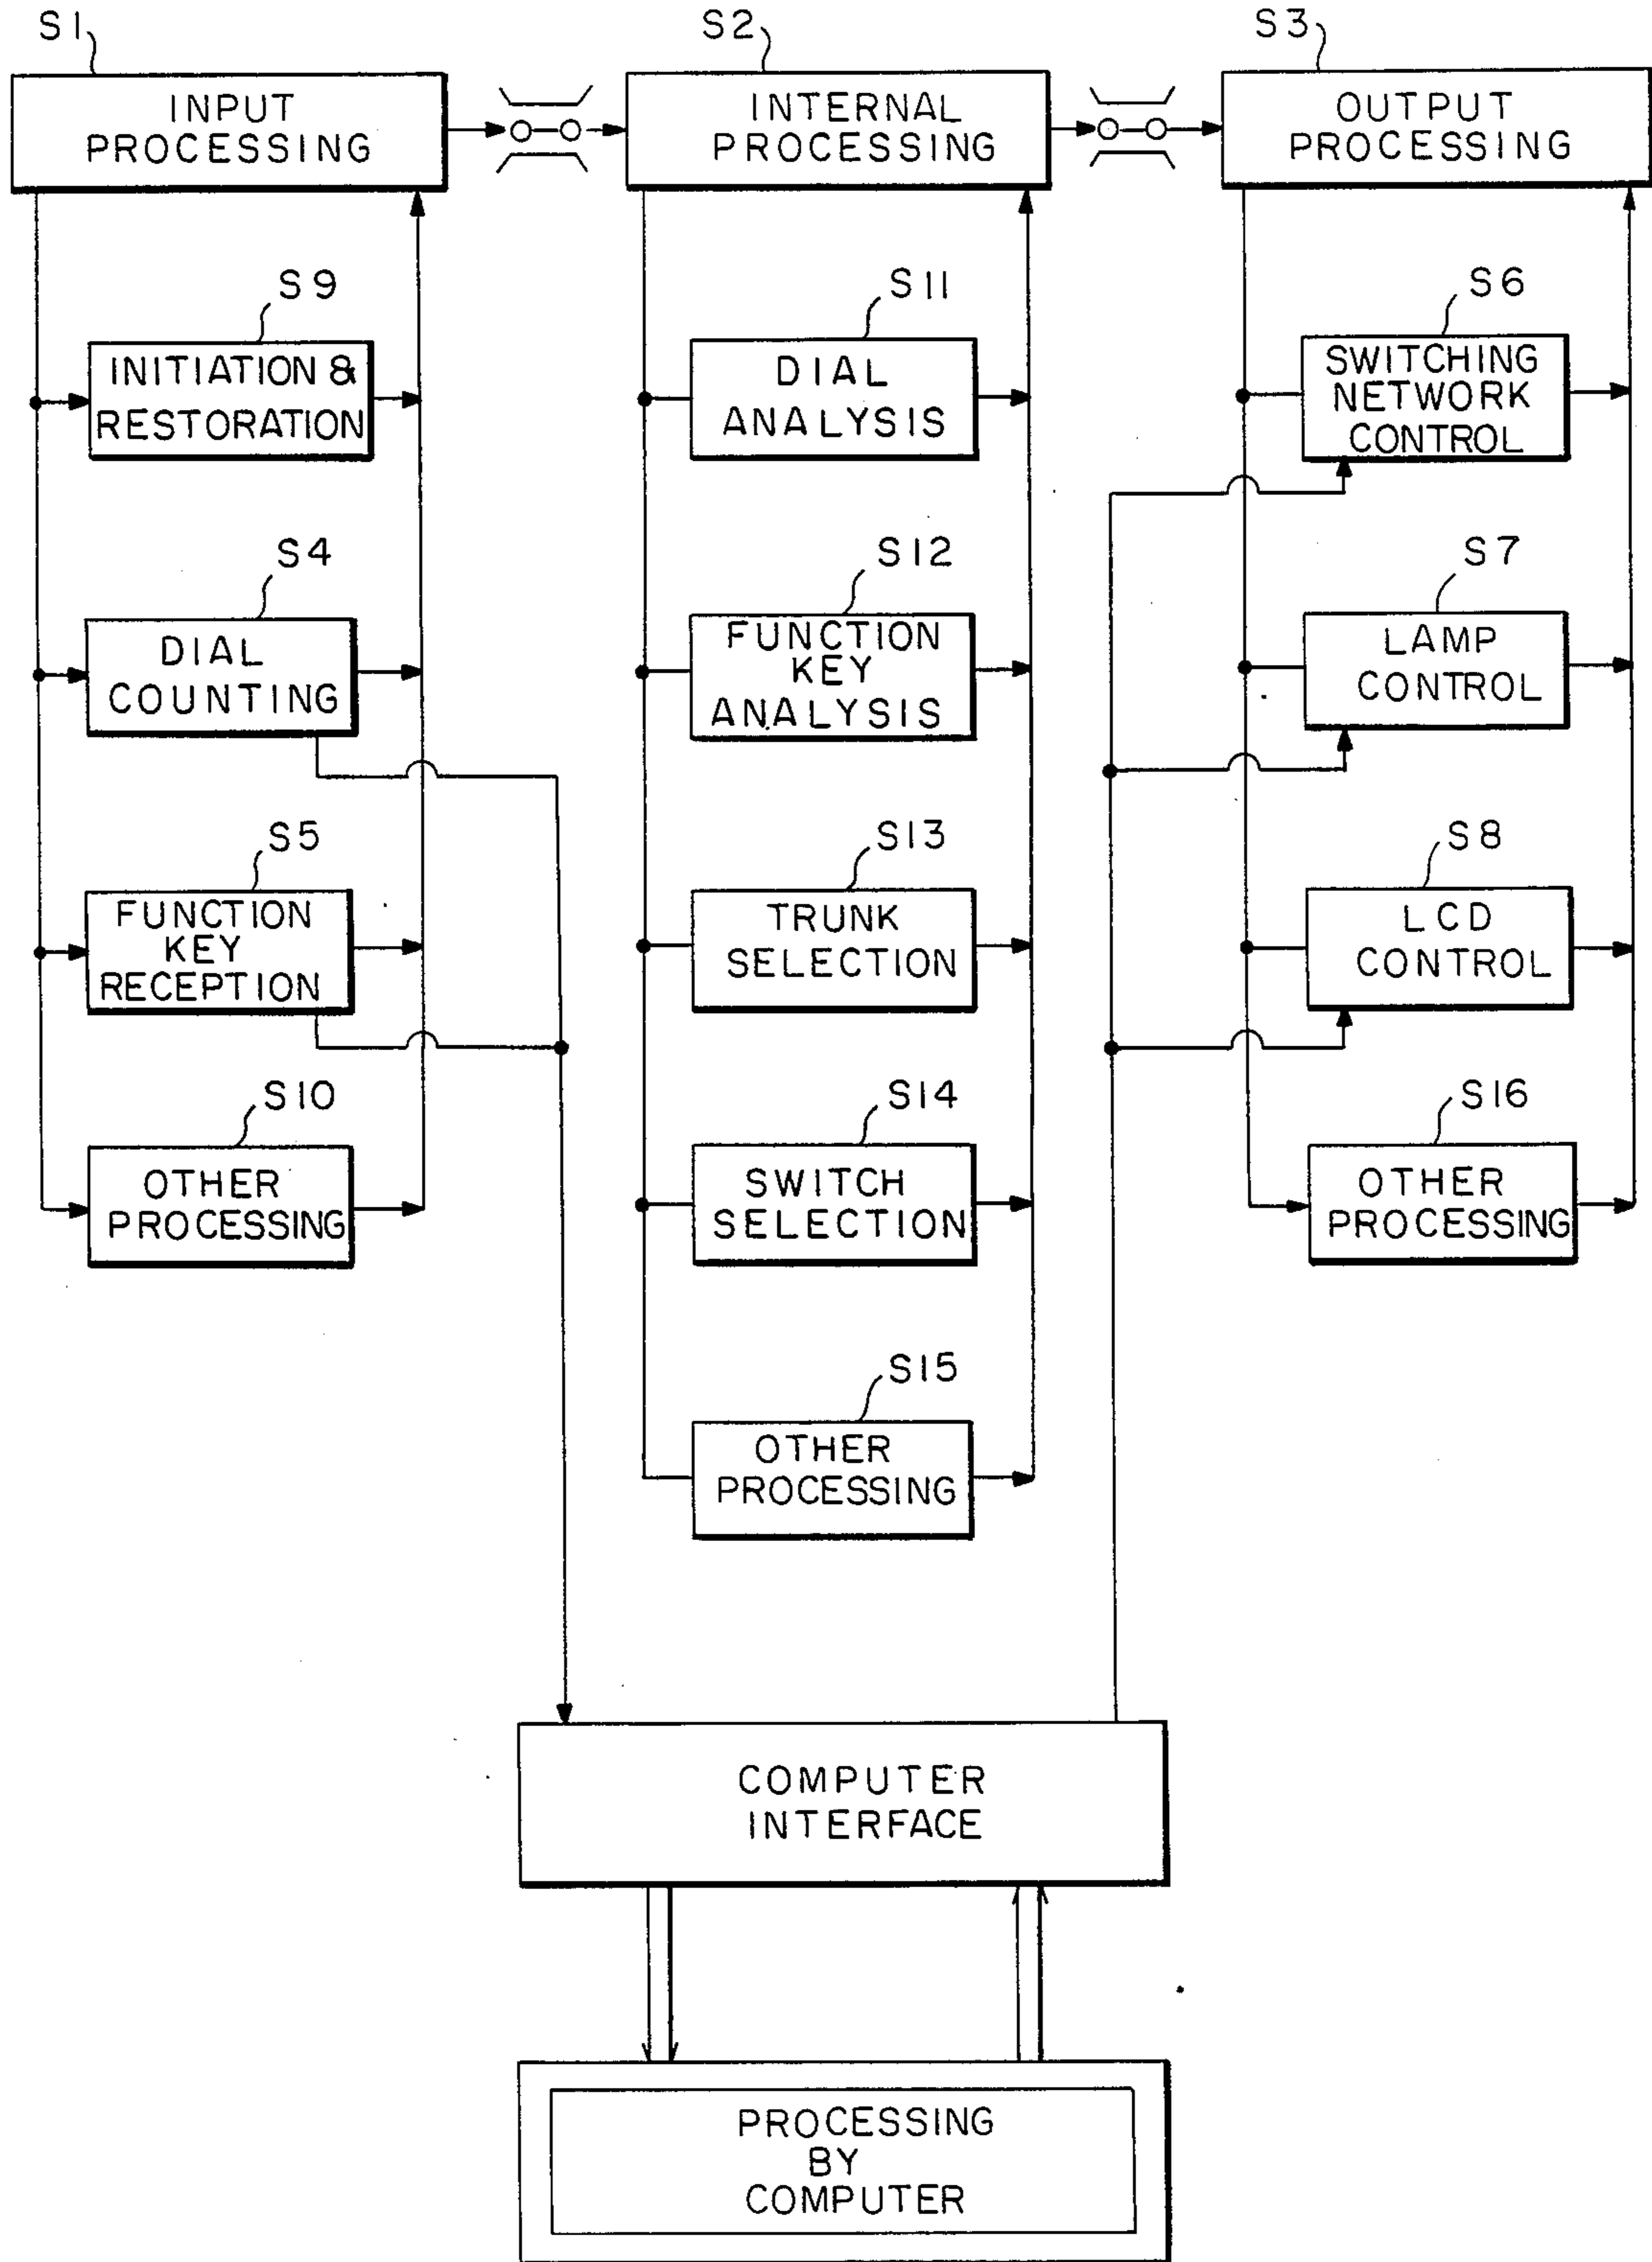 S1
INPUT
PROCESSING
S2
INTERNAL
PROCESSING
S3
OUTPUT
PROCESSING
S9
INITIATION &
RESTORATION
S4
DIAL
COUNTING
S5
FUNCTION
KEY
RECEPTION
S10
OTHER
PROCESSING
S11
DIAL
ANALYSIS
S12
FUNCTION
KEY
ANALYSIS
S13
TRUNK
SELECTION
S14
SWITCH
SELECTION
S15
OTHER
PROCESSING
S6
SWITCHING
NETWORK
CONTROL
S7
LAMP
CONTROL
S8
LCD
CONTROL
S16
OTHER
PROCESSING
COMPUTER
INTERFACE
PROCESSING
BY
COMPUTER